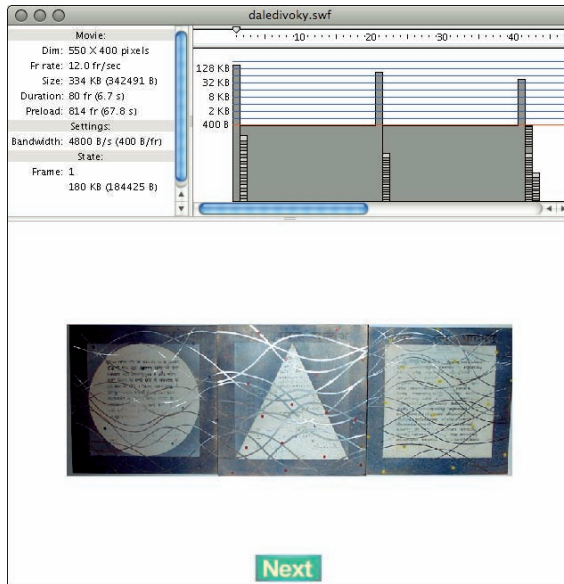 daledivoky.swf
Movie:
Dim: 550 X 400 pixels
Fr rate: 12.0 fr/sec
Size: 334 KB (342491 B)
Duration: 80 fr (6.7 s)
Preload: 814 fr (67.8 s)
Settings:
Bandwidth: 4800 B/s (400 B/fr)
State:
Frame: 1
180 KB (184425 B)
10 20 30 40
128 KB
32 KB
8 KB
2 KB
400 B
Next